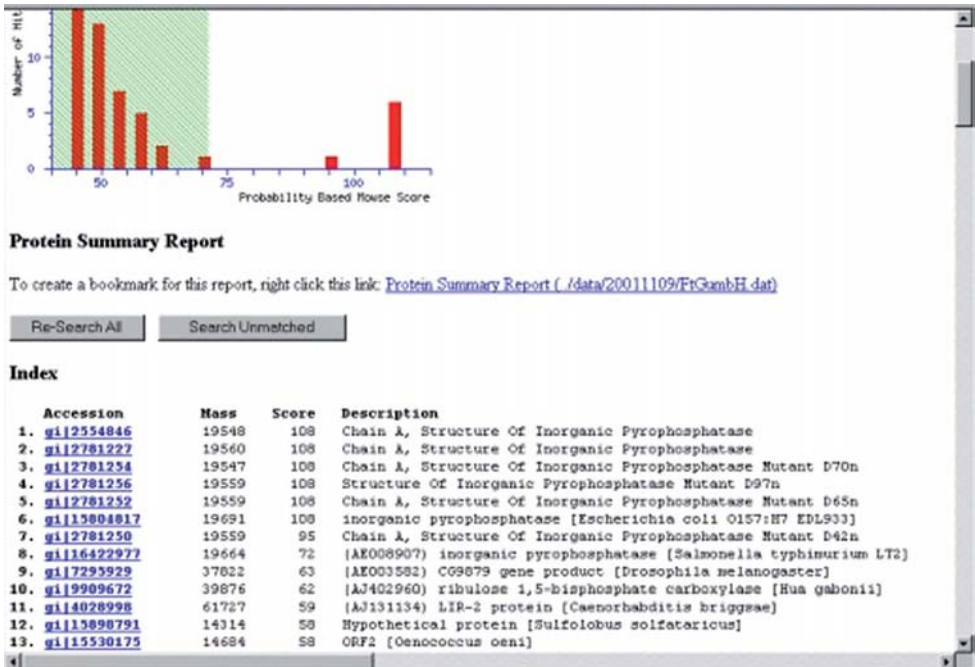 Number of Hit
10
5
0
50 75 100
Probability Based Mowse Score
Protein Summary Report
To create a bookmark for this report, right click this link: Protein Summary Report (../data/20011109/FtGumbH.dat)
Re-Search All Search Unmatched
Index
Accession Mass Score Description
1. gi|2554846 19548 108 Chain A, Structure Of Inorganic Pyrophosphatase
2. gi|2781227 19560 108 Chain A, Structure Of Inorganic Pyrophosphatase
3. gi|2781254 19547 108 Chain A, Structure Of Inorganic Pyrophosphatase Mutant D70n
4. gi|2781256 19559 108 Structure Of Inorganic Pyrophosphatase Mutant D97n
5. gi|2781252 19559 108 Chain A, Structure Of Inorganic Pyrophosphatase Mutant D65n
6. gi|15804817 19691 108 inorganic pyrophosphatase [Escherichia coli O157:H7 EDL933]
7. gi|2781250 19559 95 Chain A, Structure Of Inorganic Pyrophosphatase Mutant D42n
8. gi|16422977 19664 72 (AE008907) inorganic pyrophosphatase [Salmonella typhimurium LT2]
9. gi|7295929 37822 63 (AE003582) CG9879 gene product [Drosophila melanogaster]
10. gi|9909672 39876 62 (AJ402960) ribulose 1,5-bisphosphate carboxylase [Hua gabonii]
11. gi|4028998 61727 59 (AJ131134) LIR-2 protein [Caenorhabditis briggsae]
12. gi|15898791 14314 58 Hypothetical protein [Sulfolobus solfataricus]
13. gi|15530175 14684 58 ORF2 [Oenococcus oeni]